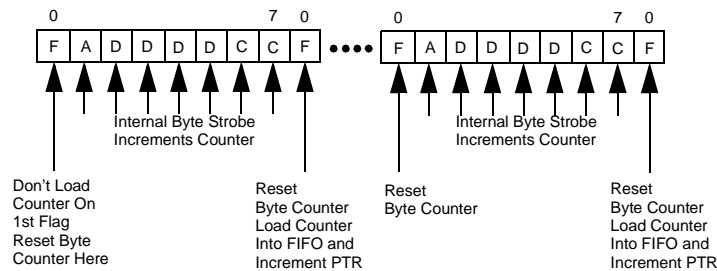 0 7 0 0 7 0
F A D D D D C C F F A D D D D C C F
Internal Byte Strobe
Increments Counter
Internal Byte Strobe
Increments Counter
Don't Load
Counter On
1st Flag
Reset Byte
Counter Here
Reset
Byte Counter
Load Counter
Into FIFO and
Increment PTR
Reset
Byte Counter
Reset
Byte Counter
Load Counter
Into FIFO and
Increment PTR